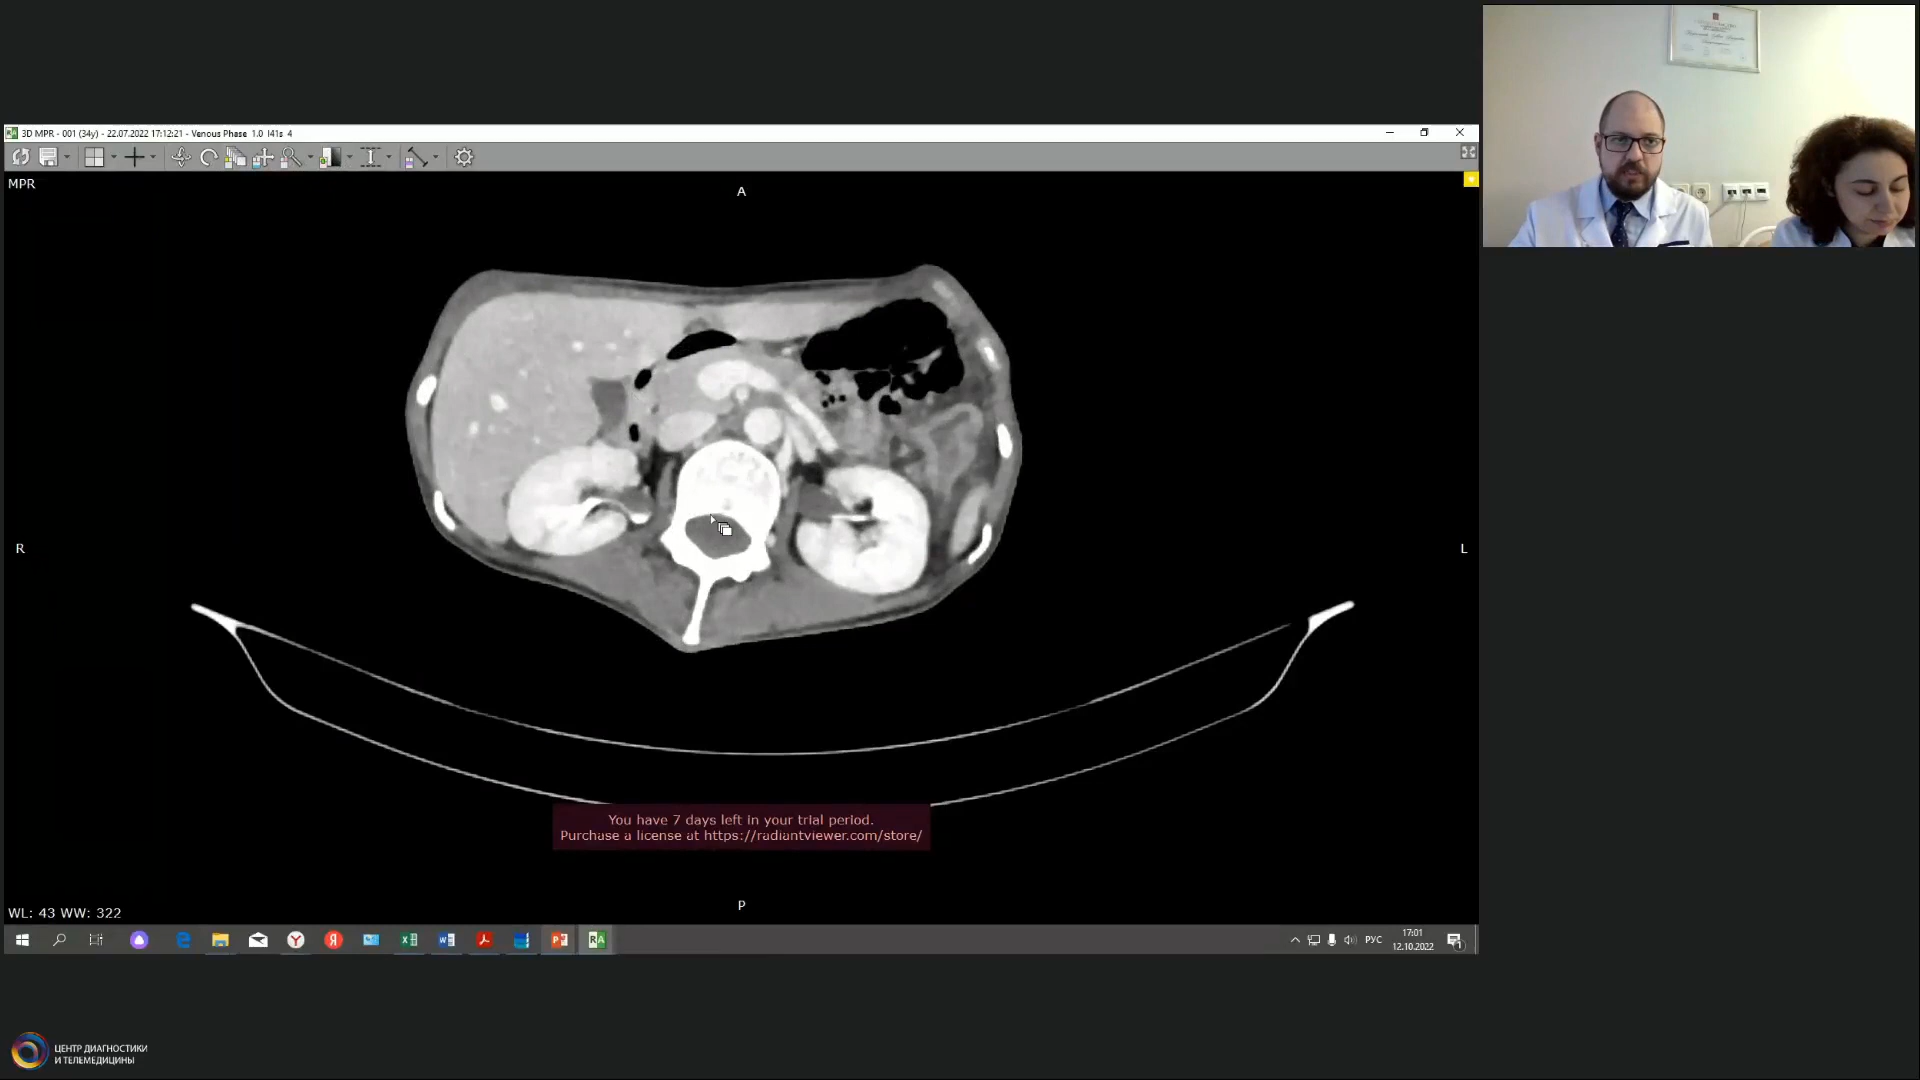 3D MPR - 001 (34y) - 22.07.2022 17:12:21 - Venous Phase 1.0 I41s 4
MPR
A
R
L
You have 7 days left in your trial period.
Purchase a license at https://radiantviewer.com/store/
P
WL: 43 WW: 322
РУС
17:01
12.10.2022
ЦЕНТР ДИАГНОСТИКИ
И ТЕЛЕМЕДИЦИНЫ